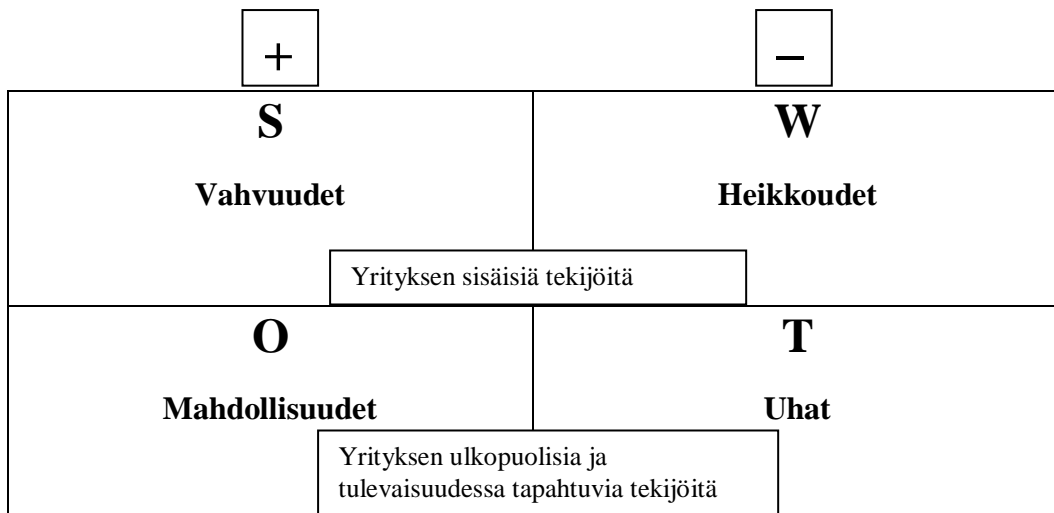 +
–
S
W
Vahvuudet
Heikkoudet
Yrityksen sisäisiä tekijöitä
O
T
Mahdollisuudet
Uhat
Yrityksen ulkopuolisia ja
tulevaisuudessa tapahtuvia tekijöitä